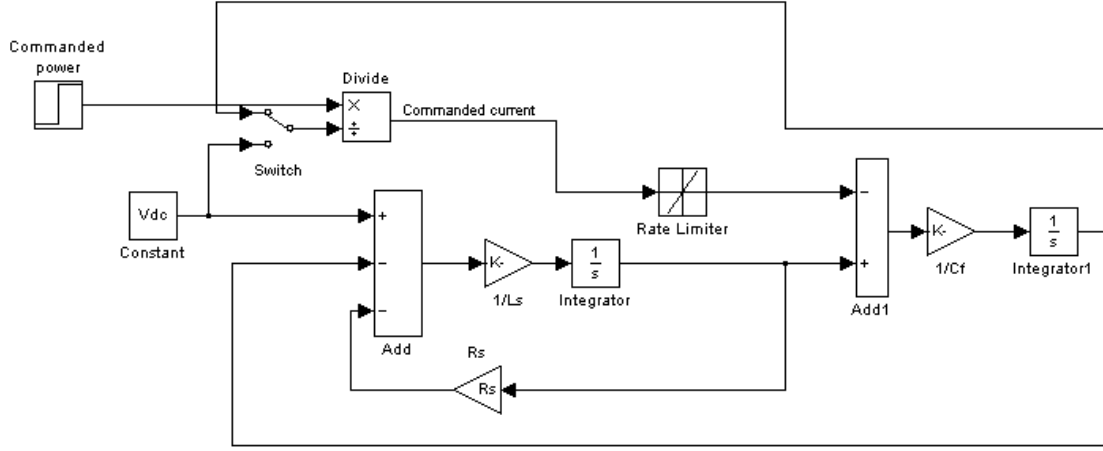 Commanded
power
Divide
×
÷
Commanded current
Switch
Vdc
Constant
+
−
−
Add
K-
1/Ls
1
s
Integrator
Rate Limiter
−
+
Add1
K-
1/Cf
1
s
Integrator1
Rs
Rs